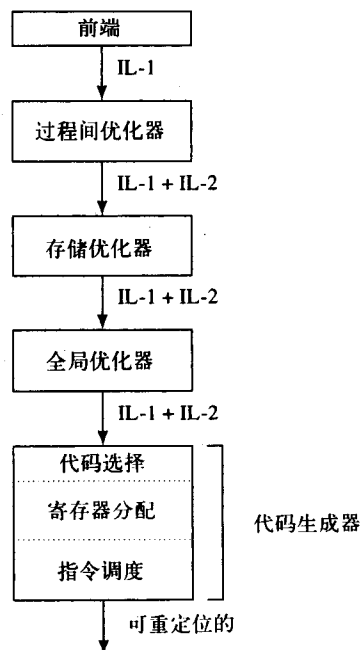 前端
IL-1
过程间优化器
IL-1 + IL-2
存储优化器
IL-1 + IL-2
全局优化器
IL-1 + IL-2
代码选择
寄存器分配
代码生成器
指令调度
可重定位的